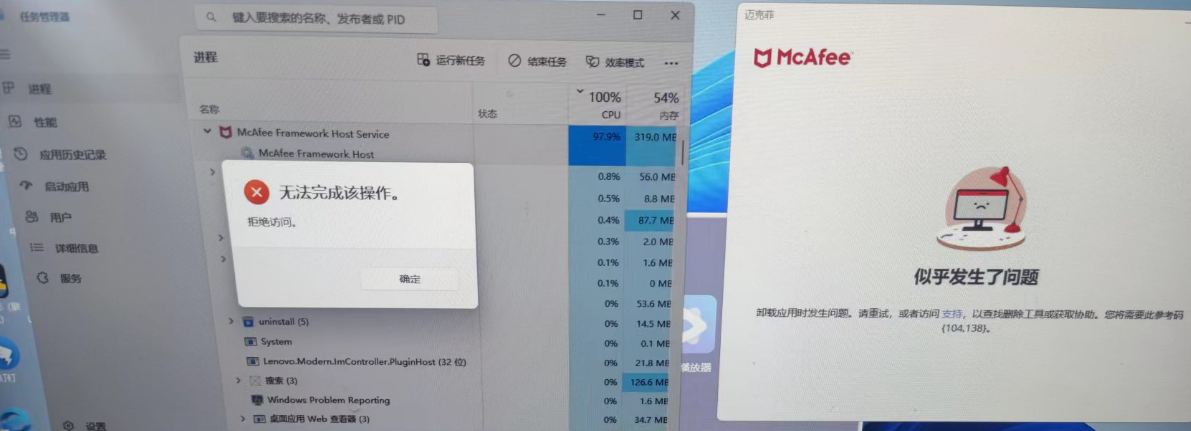 任务管理器
键入要搜索的名称、发布者或 PID
进程
运行新任务
结束任务
效率模式
...
进程
性能
应用历史记录
启动应用
用户
详细信息
服务
设置
名称
状态
100%
CPU
54%
内存
McAfee Framework Host Service
97.9%
319.0 MB
McAfee Framework Host
0.8%
56.0 MB
0.5%
8.8 MB
0.4%
87.7 MB
0.3%
2.0 MB
0.1%
1.6 MB
0.1%
0 MB
0%
53.6 MB
uninstall (5)
0%
14.5 MB
System
0%
0.1 MB
Lenovo.Modern.ImController.PluginHost (32 位)
0%
21.8 MB
搜索 (3)
0%
126.6 MB
Windows Problem Reporting
0%
1.6 MB
桌面应用 Web 查看器 (3)
0%
34.7 MB
无法完成该操作。
拒绝访问。
确定
播放器
迈克菲
McAfee
似乎发生了问题
卸载应用时发生问题。请重试，或者访问 支持，以查找删除工具或获取协助。您将需要此参考码
{104,138}。